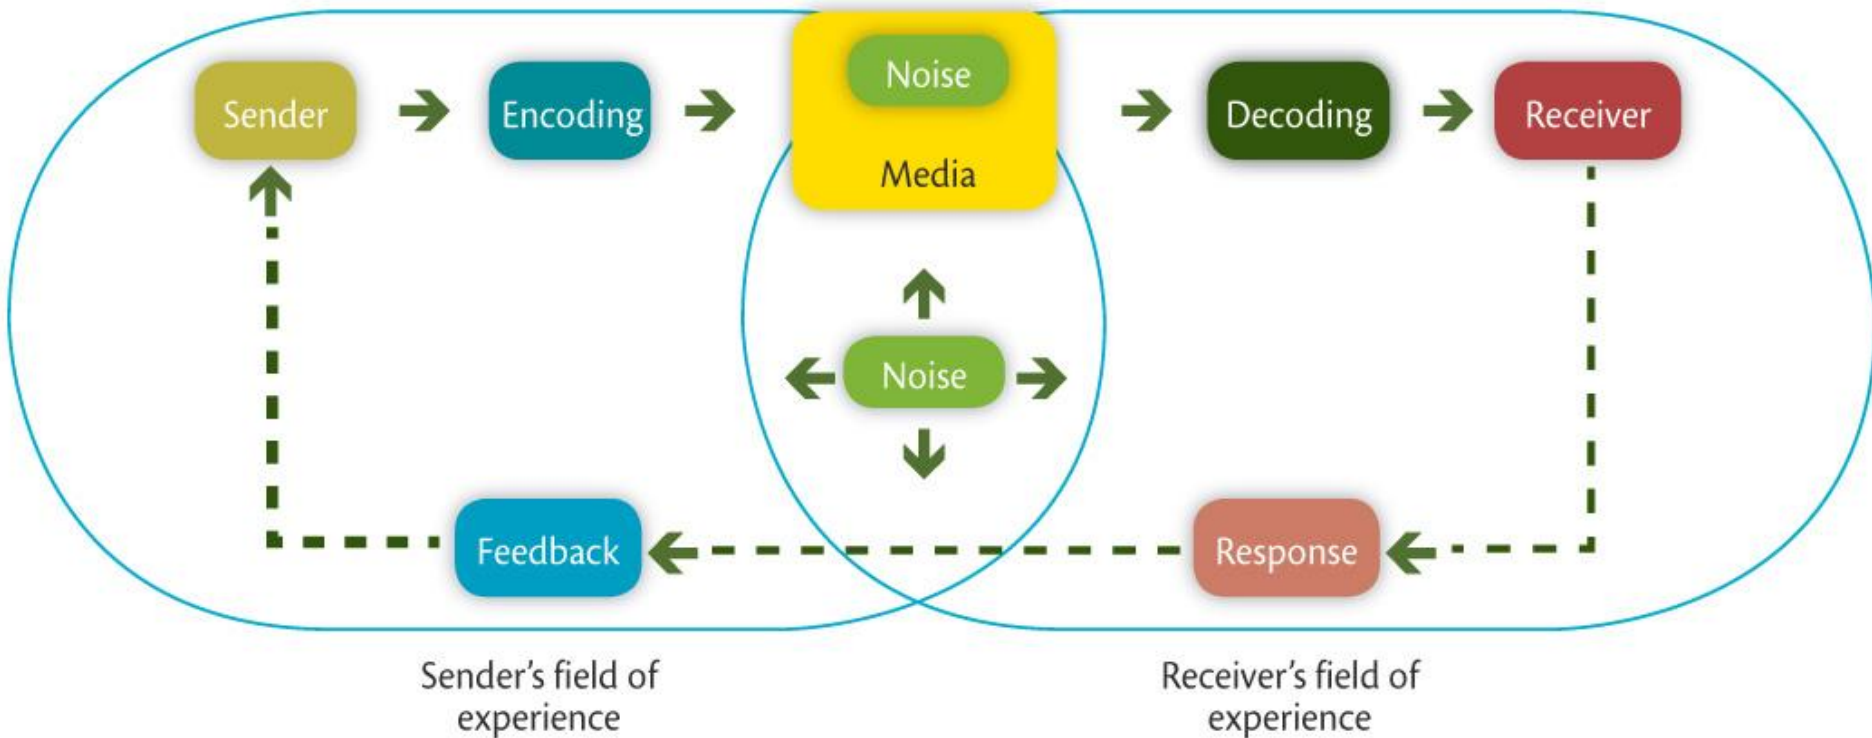 Noise
Sender
Encoding
Decoding
Receiver
Media
Noise
Feedback
Response
Sender’s field of
experience
Receiver’s field of
experience